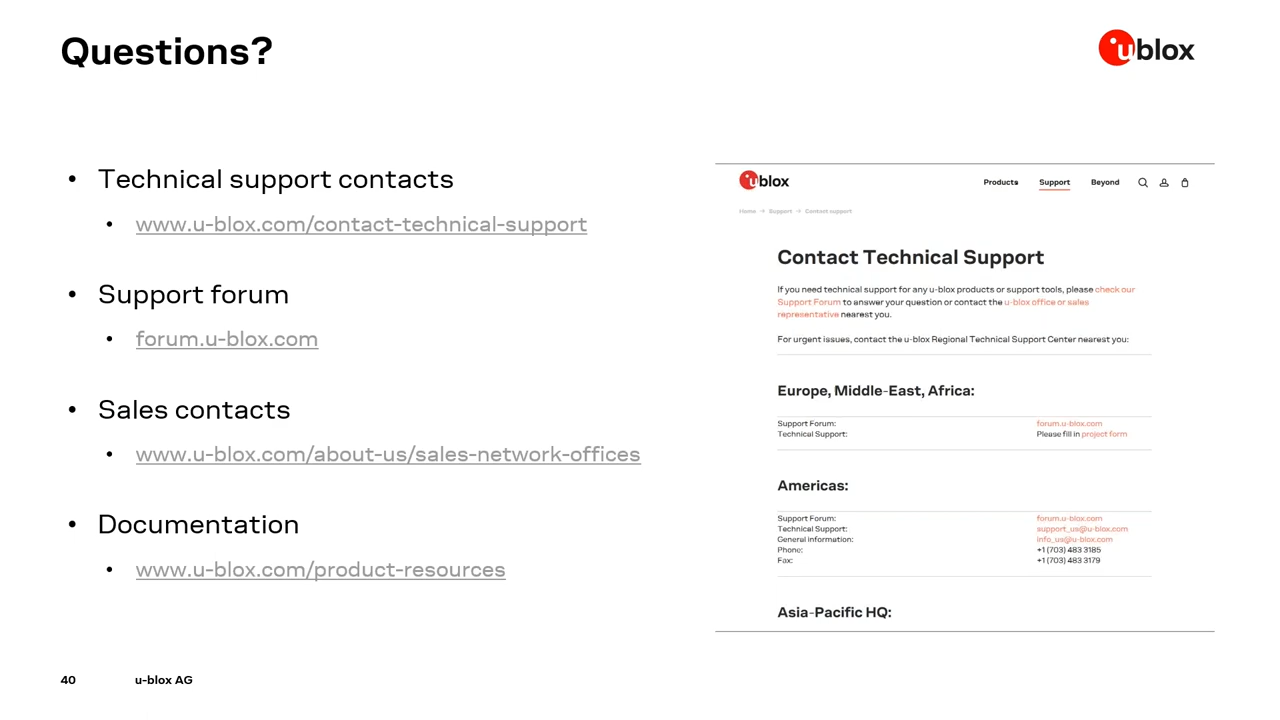 Questions?
ublox
• Technical support contacts
• www.u-blox.com/contact-technical-support
• Support forum
• forum.u-blox.com
• Sales contacts
• www.u-blox.com/about-us/sales-network-offices
• Documentation
• www.u-blox.com/product-resources
ublox
Products Support Beyond
Home → Support → Contact support
Contact Technical Support
If you need technical support for any u-blox products or support tools, please check our
Support Forum to answer your question or contact the u-blox office or sales
representative nearest you.
For urgent issues, contact the u-blox Regional Technical Support Center nearest you:
Europe, Middle-East, Africa:
Support Forum: forum.u-blox.com
Technical Support: Please fill in project form
Americas:
Support Forum: forum.u-blox.com
Technical Support: support_us@u-blox.com
General information: info_us@u-blox.com
Phone: +1 (703) 483 3185
Fax: +1 (703) 483 3179
Asia-Pacific HQ:
40 u-blox AG